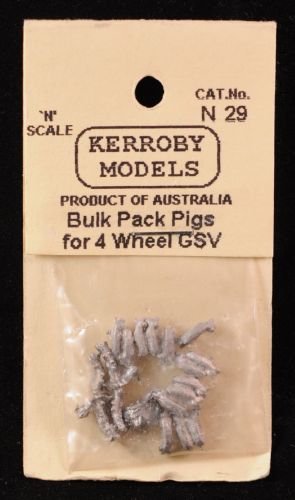 CAT.No.
'N' N 29
SCALE
KERROBY
MODELS
PRODUCT OF AUSTRALIA
Bulk Pack Pigs
for 4 Wheel GSV